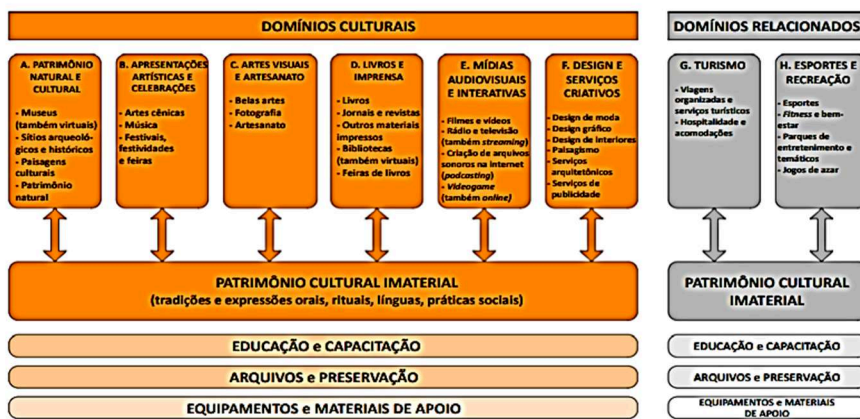 DOMÍNIOS CULTURAIS
A. PATRIMÔNIO
NATURAL E
CULTURAL
- Museus
(também virtuais)
- Sítios arqueoló-
gicos e históricos
- Paisagens
culturais
- Patrimônio
natural
B. APRESENTAÇÕES
ARTÍSTICAS E
CELEBRAÇÕES
- Artes cênicas
- Música
- Festivais,
festividades
e feiras
C. ARTES VISUAIS
E ARTESANATO
- Belas artes
- Fotografia
- Artesanato
D. LIVROS E
IMPRENSA
- Livros
- Jornais e revistas
- Outros materiais
impressos
- Bibliotecas
(também virtuais)
- Feiras de livros
E. MÍDIAS
AUDIOVISUAIS
E INTERATIVAS
- Filmes e vídeos
- Rádio e televisão
(também streaming)
- Criação de arquivos
sonoros na internet
(podcasting)
- Videogame
(também online)
F. DESIGN E
SERVIÇOS
CRIATIVOS
- Design de moda
- Design gráfico
- Design de interiores
- Paisagismo
- Serviços
arquitetônicos
- Serviços de
publicidade
PATRIMÔNIO CULTURAL IMATERIAL
(tradições e expressões orais, rituais, línguas, práticas sociais)
EDUCAÇÃO e CAPACITAÇÃO
ARQUIVOS e PRESERVAÇÃO
EQUIPAMENTOS e MATERIAIS DE APOIO
DOMÍNIOS RELACIONADOS
G. TURISMO
- Viagens
organizadas e
serviços turísticos
- Hospitalidade e
acomodações
H. ESPORTES E
RECREAÇÃO
- Esportes
- Fitness e bem-
estar
- Parques de
entretenimento e
temáticos
- Jogos de azar
PATRIMÔNIO CULTURAL
IMATERIAL
EDUCAÇÃO e CAPACITAÇÃO
ARQUIVOS e PRESERVAÇÃO
EQUIPAMENTOS e MATERIAIS
DE APOIO